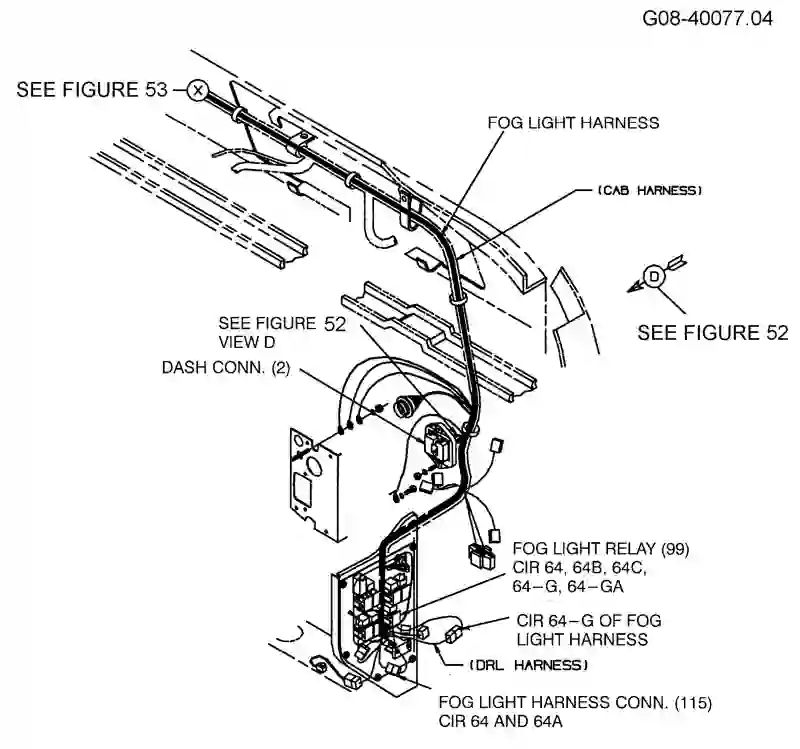 G08-40077.04
SEE FIGURE 53
X
FOG LIGHT HARNESS
(CAB HARNESS)
D
SEE FIGURE 52
SEE FIGURE 52
VIEW D
DASH CONN. (2)
FOG LIGHT RELAY (99)
CIR 64, 64B, 64C,
64-G, 64-GA
CIR 64-G OF FOG
LIGHT HARNESS
(DRL HARNESS)
FOG LIGHT HARNESS CONN. (115)
CIR 64 AND 64A